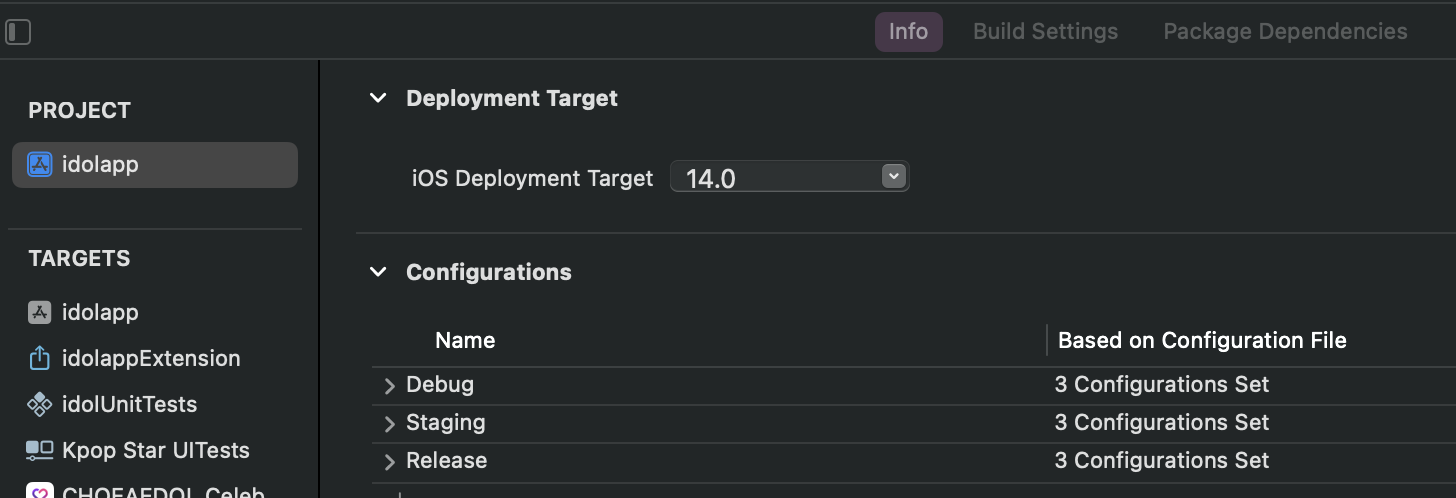 Info Build Settings Package Dependencies
PROJECT
idolapp
TARGETS
idolapp
idolappExtension
idolUnitTests
Kpop Star UITests
CHOEAEDOL Celeb
Deployment Target
iOS Deployment Target 14.0
Configurations
Name Based on Configuration File
Debug 3 Configurations Set
Staging 3 Configurations Set
Release 3 Configurations Set